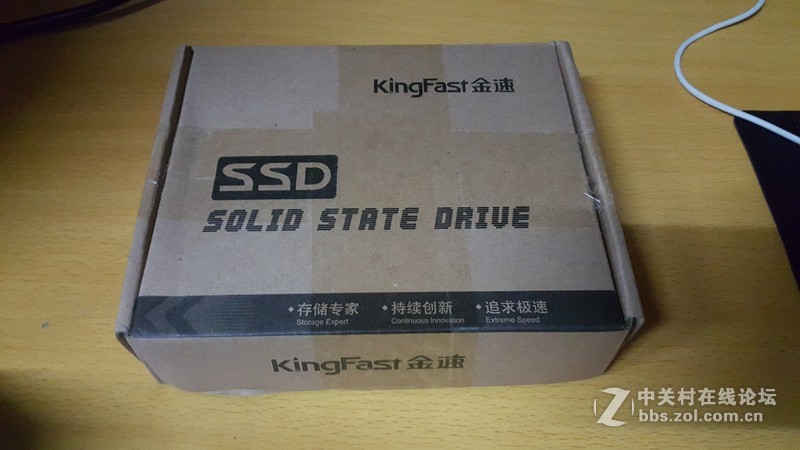 KingFast金速
SSD
SOLID STATE DRIVE
·存储专家 ·持续创新 ·追求极速
Storage Expert Continuous Innovation Extreme Speed
KingFast金速
Z 中关村在线论坛
bbs.zol.com.cn